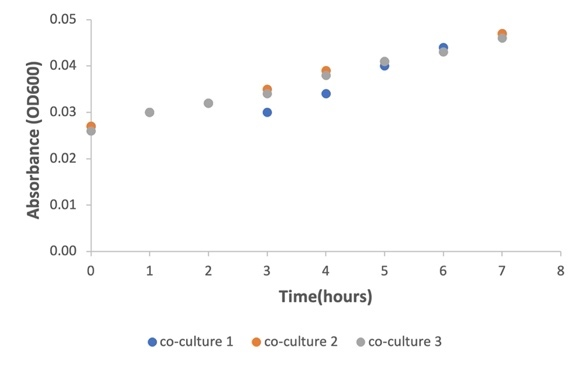 0.05
0.04
0.03
0.02
0.01
0.00
Absorbance (OD600)
0 1 2 3 4 5 6 7 8
Time(hours)
co-culture 1 co-culture 2 co-culture 3